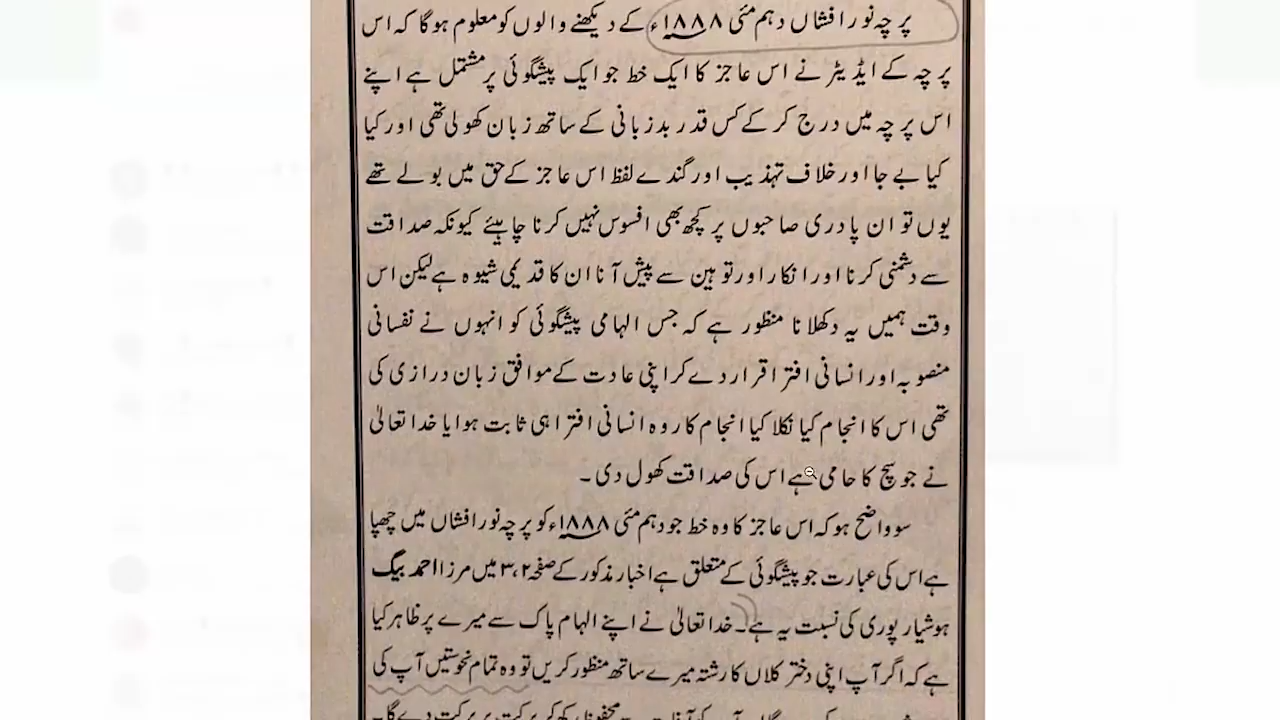 پرچہ نور افشاں دہم مئی ۱۸۸۸ء کے دیکھنے والوں کو معلوم ہوگا کہ اس
پرچہ کے ایڈیٹر نے اس عاجز کا ایک خط جو ایک پیشگوئی پر مشتمل ہے اپنے
اس پرچہ میں درج کر کے کس قدر بدزبانی کے ساتھ زبان کھولی تھی اور کیا
کیا بے جا اور خلاف تہذیب اور گندے لفظ اس عاجز کے حق میں بولے تھے
یوں تو ان پادری صاحبوں پر کچھ بھی افسوس نہیں کرنا چاہیئے کیونکہ صداقت
سے دشمنی کرنا اور انکار اور توہین سے پیش آنا ان کا قدیمی شیوہ ہے لیکن اس
وقت ہمیں یہ دکھلانا منظور ہے کہ جس الہامی پیشگوئی کو انہوں نے نفسانی
منصوبہ اور انسانی افترا قرار دے کر اپنی عادت کے موافق زبان درازی کی
تھی اس کا انجام کیا نکلا کیا انجام کار وہ انسانی افترا ہی ثابت ہوا یا خدا تعالیٰ
نے جو سچ کا حامی ہے اس کی صداقت کھول دی۔
سو واضح ہو کہ اس عاجز کا وہ خط جو دہم مئی ۱۸۸۸ء کو پرچہ نور افشاں میں چھپا
ہے اس کی عبارت جو پیشگوئی کے متعلق ہے اخبار مذکور کے صفحہ ۳،۲ میں مرزا احمد بیگ
ہوشیارپوری کی نسبت یہ ہے۔ خدا تعالیٰ نے اپنے الہام پاک سے میرے پر ظاہر کیا
ہے کہ اگر آپ اپنی دختر کلاں کا رشتہ میرے ساتھ منظور کریں تو وہ تمام نحوستیں آپ کی
برکت پر برکت دے گا۔